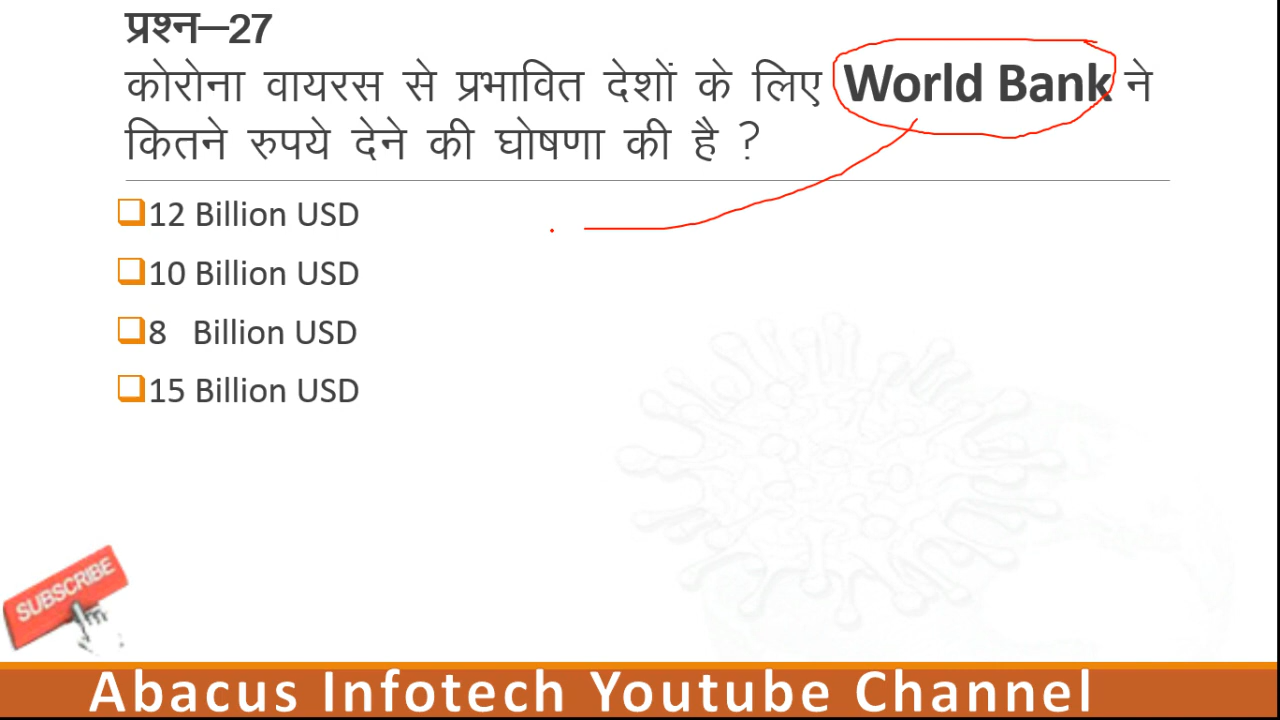 प्रश्न—27
कोरोना वायरस से प्रभावित देशों के लिए World Bank ने
कितने रुपये देने की घोषणा की है ?
12 Billion USD
10 Billion USD
8 Billion USD
15 Billion USD
SUBSCRIBE
Abacus Infotech Youtube Channel